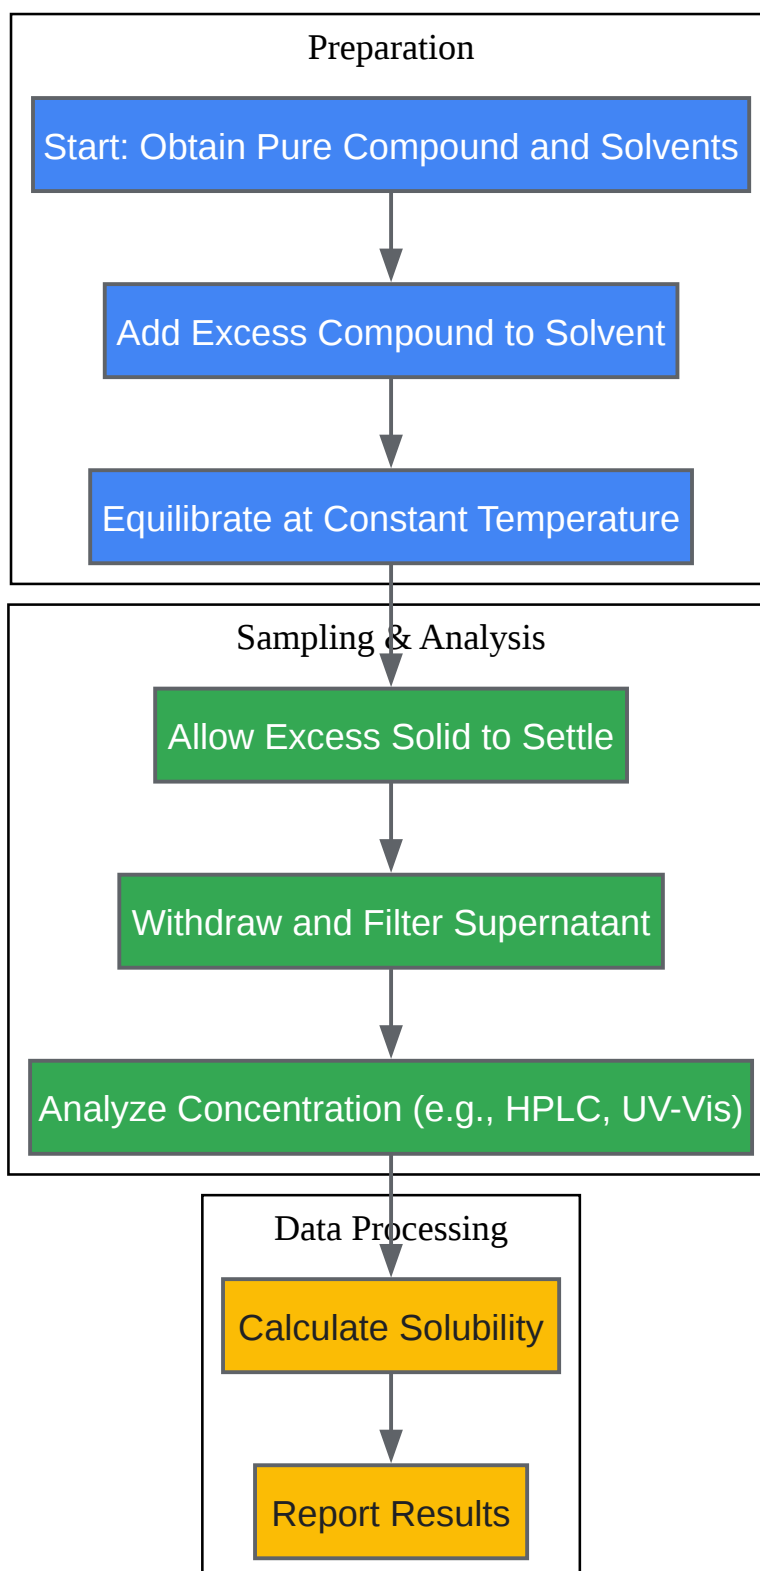 Preparation
Start: Obtain Pure Compound and Solvents
Add Excess Compound to Solvent
Equilibrate at Constant Temperature
Sampling & Analysis
Allow Excess Solid to Settle
Withdraw and Filter Supernatant
Analyze Concentration (e.g., HPLC, UV-Vis)
Data Processing
Calculate Solubility
Report Results